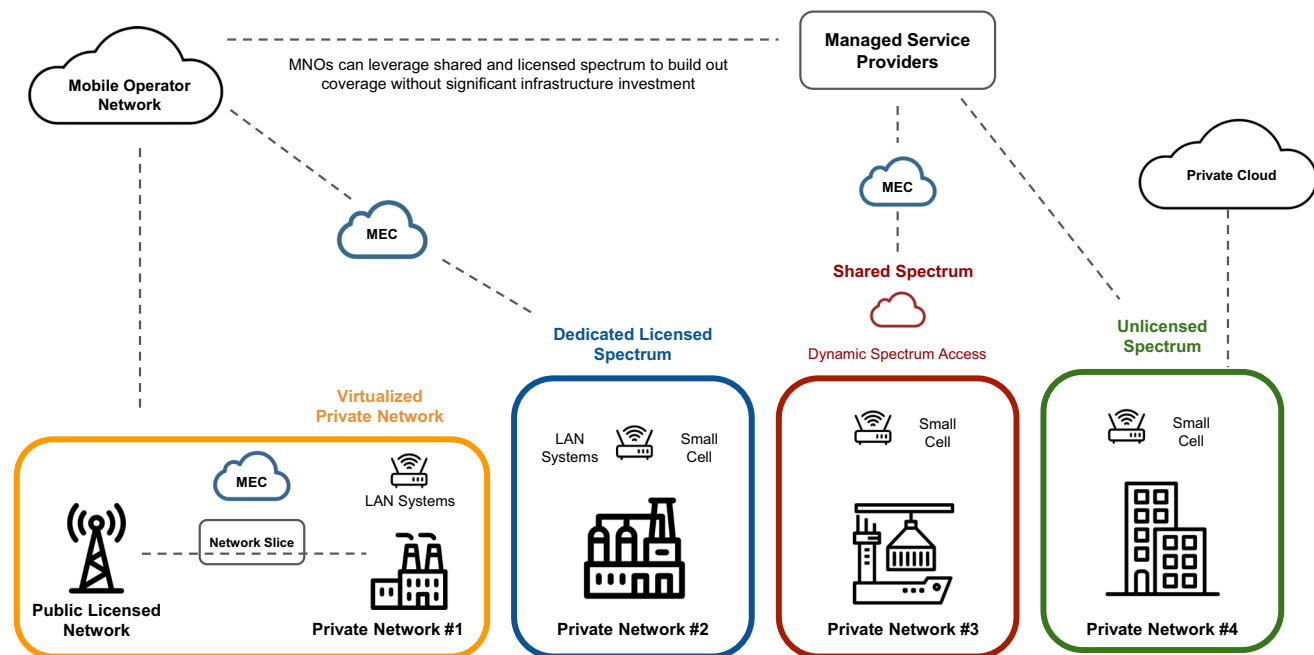 Mobile Operator
Network
MNOs can leverage shared and licensed spectrum to build out
coverage without significant infrastructure investment
Managed Service
Providers
MEC
MEC
Private Cloud
Shared Spectrum
Dynamic Spectrum Access
Dedicated Licensed
Spectrum
Unlicensed
Spectrum
Virtualized
Private Network
MEC
LAN Systems
Network Slice
Public Licensed
Network
Private Network #1
LAN
Systems
Small
Cell
Private Network #2
Small
Cell
Private Network #3
Small
Cell
Private Network #4